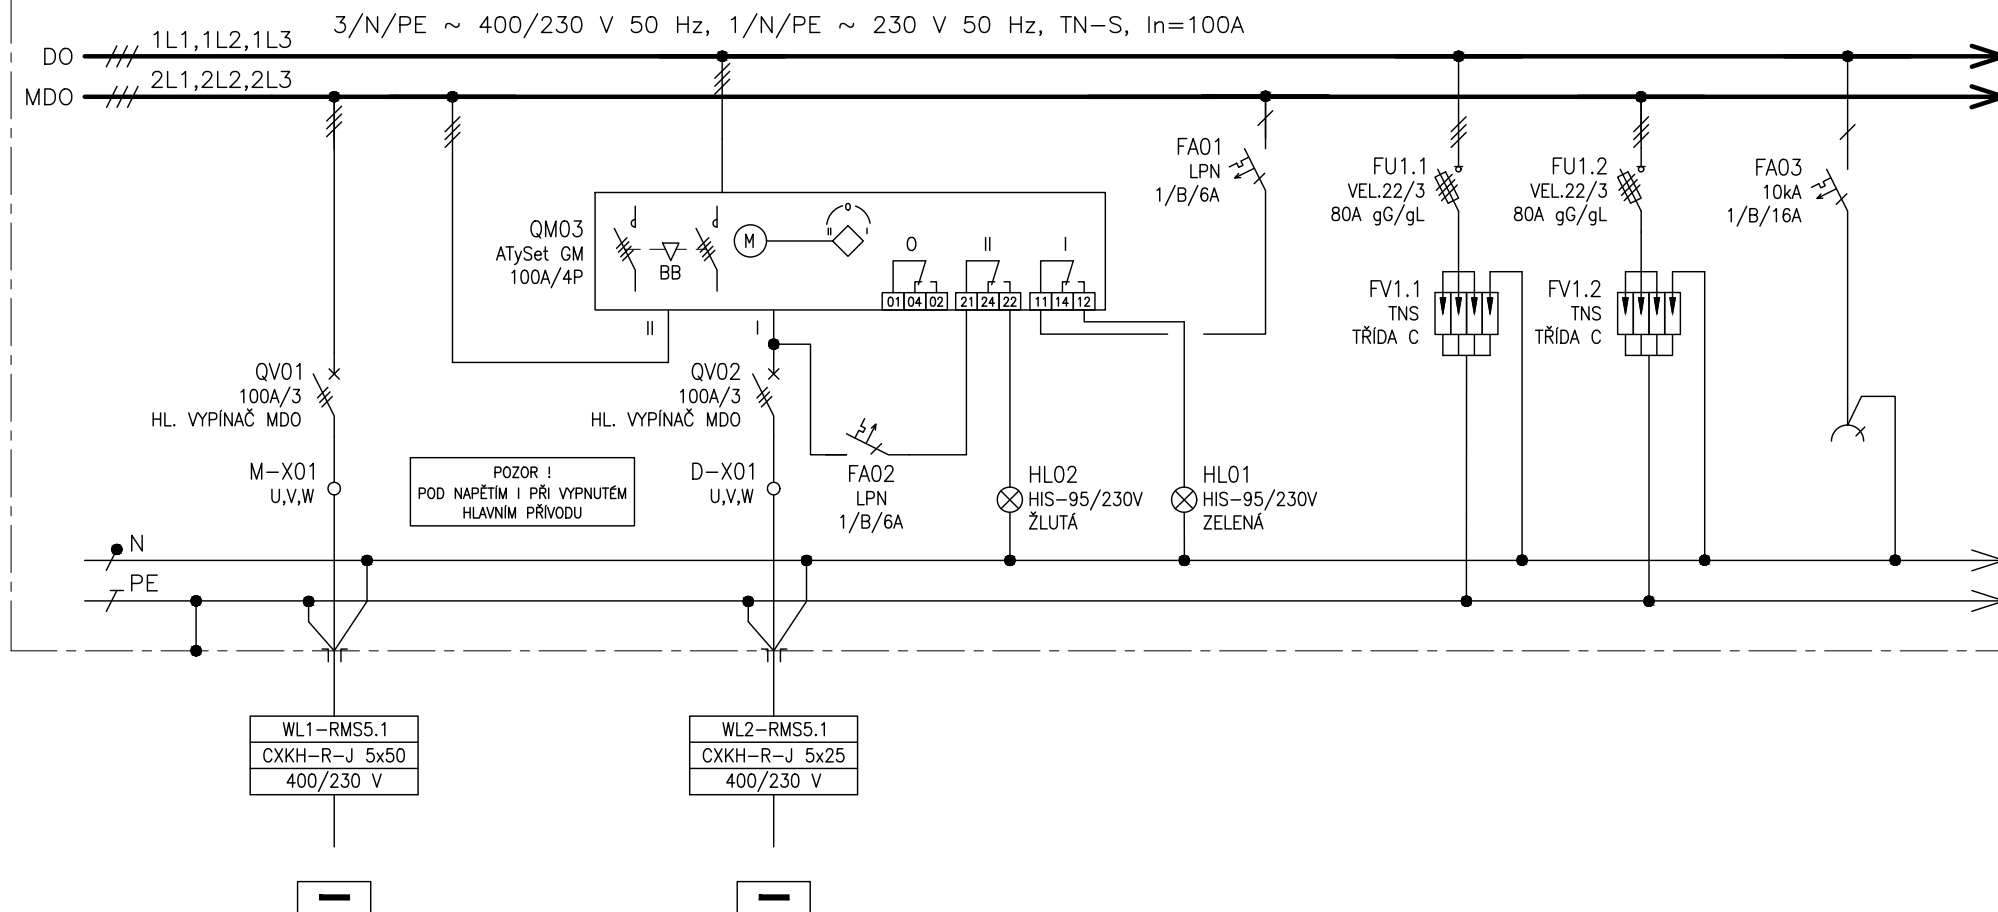 3/N/PE ~ 400/230 V 50 Hz, 1/N/PE ~ 230 V 50 Hz, TN-S, In=100A
DO
1L1,1L2,1L3
MDO
2L1,2L2,2L3
QM03
ATySet GM
100A/4P
BB
M
O
II
I
O
II
I
01 04 02
21 24 22
11 14 12
II
I
FA01
LPN
1/B/6A
FU1.1
VEL.22/3
80A gG/gL
FU1.2
VEL.22/3
80A gG/gL
FA03
10kA
1/B/16A
FV1.1
TNS
TŘÍDA C
FV1.2
TNS
TŘÍDA C
QV01
100A/3
HL. VYPÍNAČ MDO
QV02
100A/3
HL. VYPÍNAČ MDO
M-X01
U,V,W
POZOR !
POD NAPĚTÍM I PŘI VYPNUTÉM
HLAVNÍM PŘÍVODU
D-X01
U,V,W
FA02
LPN
1/B/6A
HL02
HIS-95/230V
ŽLUTÁ
HL01
HIS-95/230V
ZELENÁ
N
PE
WL1-RMS5.1
CXKH-R-J 5x50
400/230 V
WL2-RMS5.1
CXKH-R-J 5x25
400/230 V